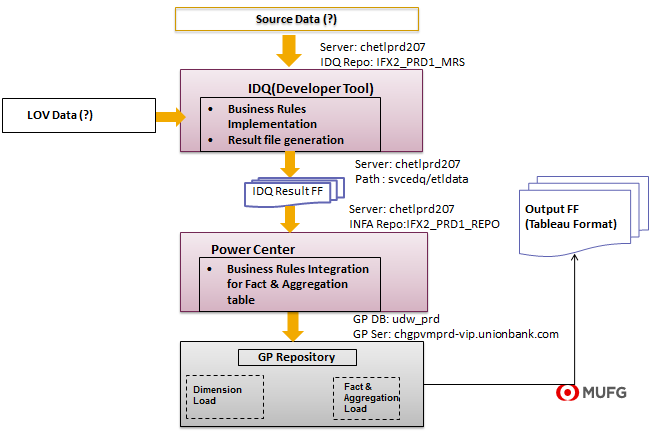 Source Data (?)
Server: chetlprd207
IDQ Repo: IFX2_PRD1_MRS
IDQ(Developer Tool)
• Business Rules
Implementation
• Result file generation
LOV Data (?)
Server: chetlprd207
Path : svcedq/etldata
IDQ Result FF
Server: chetlprd207
INFA Repo:IFX2_PRD1_REPO
Output FF
(Tableau Format)
Power Center
• Business Rules Integration
for Fact & Aggregation
table
GP DB: udw_prd
GP Ser: chgpvmprd-vip.unionbank.com
GP Repository
Dimension
Load
Fact &
Aggregation
Load
MUFG